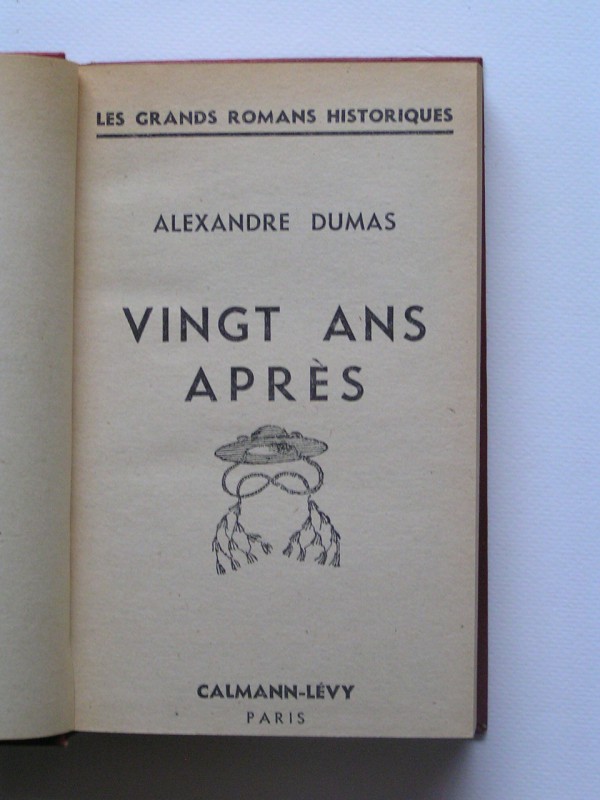 LES GRANDS ROMANS HISTORIQUES
ALEXANDRE DUMAS
VINGT ANS
APRÈS
CALMANN-LÉVY
PARIS